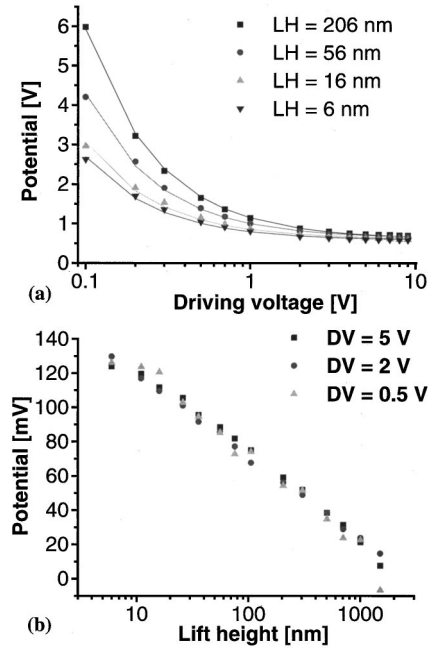 6
5
4
3
2
1
0
Potential [V]
LH = 206 nm
LH = 56 nm
LH = 16 nm
LH = 6 nm
0.1
1
10
(a)
Driving voltage [V]
140
120
100
80
60
40
20
0
Potential [mV]
DV = 5 V
DV = 2 V
DV = 0.5 V
10
100
1000
(b)
Lift height [nm]